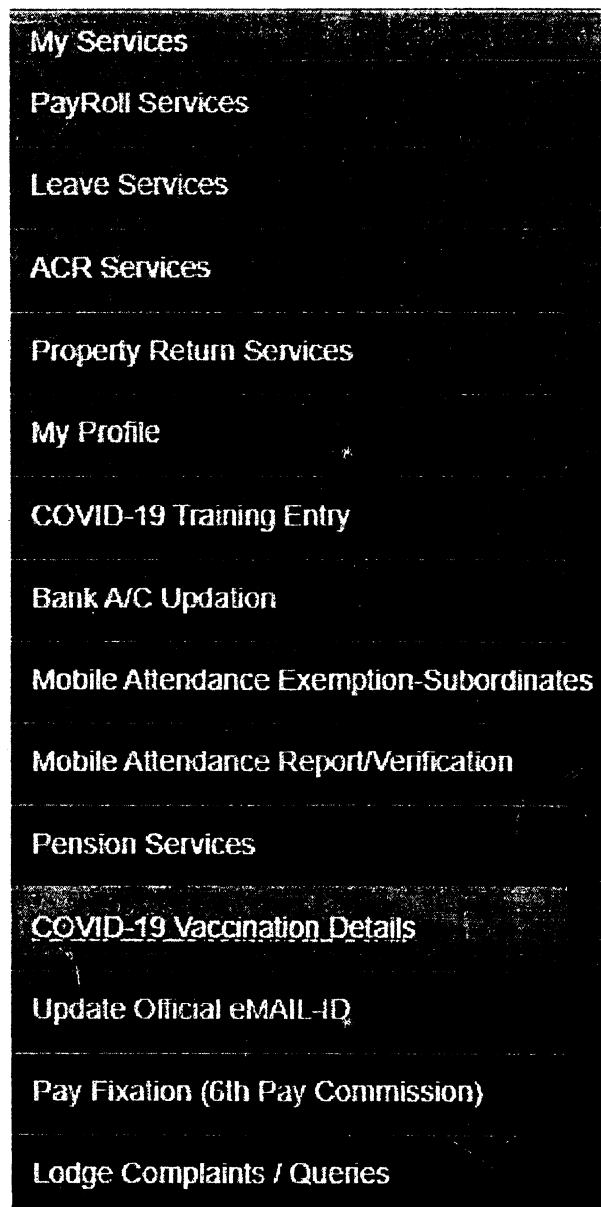 My Services
PayRoll Services
Leave Services
ACR Services
Property Return Services
My Profile
COVID-19 Training Entry
Bank A/C Updation
Mobile Attendance Exemption-Subordinates
Mobile Attendance Report/Verification
Pension Services
COVID-19 Vaccination Details
Update Official eMAIL-ID
Pay Fixation (6th Pay Commission)
Lodge Complaints / Queries